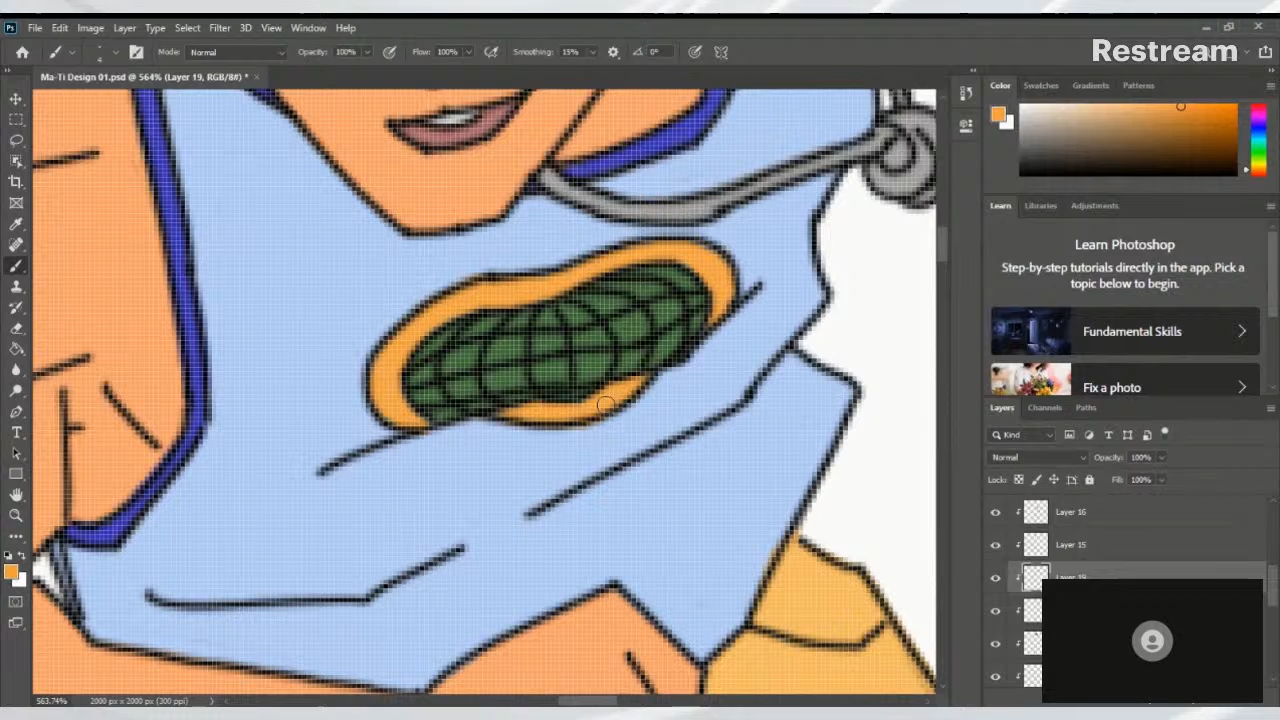 File Edit Image Layer Type Select Filter 3D View Window Help
Restream
4 Mode: Normal Opacity: 100% Flow: 100% Smoothing: 15% 0°
Ma-Ti Design 01.psd @ 564% (Layer 19, RGB/8#) *
Color Swatches Gradients Patterns
Learn Libraries Adjustments
Learn Photoshop
Step-by-step tutorials directly in the app. Pick a
topic below to begin.
Fundamental Skills
Fix a photo
Layers Channels Paths
Kind
Normal Opacity: 100%
Lock: Fill: 100%
Layer 16
Layer 15
Layer 19
563.74% 2000 px x 2000 px (300 ppi)